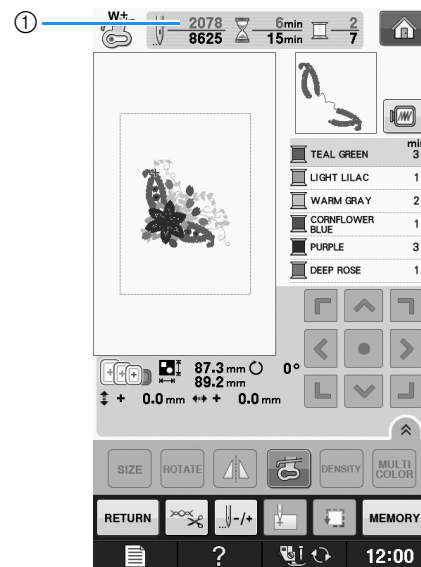 ①
W+
2078 6min 2
8625 15min 7
min
TEAL GREEN 3
LIGHT LILAC 1
WARM GRAY 2
CORNFLOWER
BLUE 1
PURPLE 3
DEEP ROSE 1
87.3 mm 0°
89.2 mm
+ 0.0 mm + 0.0 mm
SIZE ROTATE DENSITY MULTI
COLOR
RETURN -/+ MEMORY
? 12:00